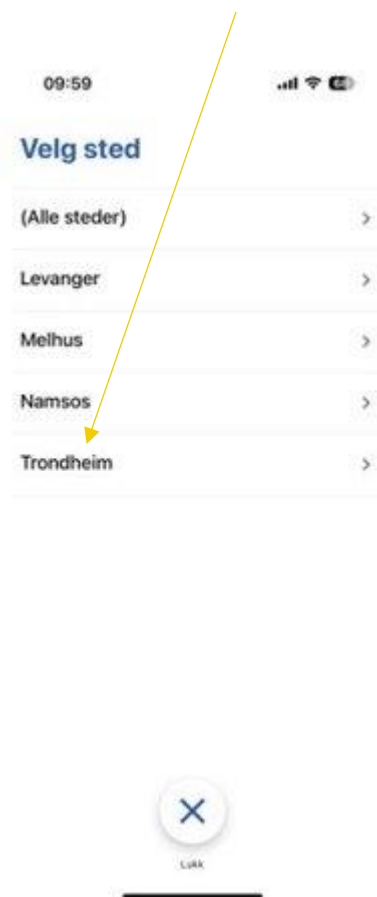 09:59
Velg sted
(Alle steder)
Levanger
Melhus
Namsos
Trondheim
Lukk